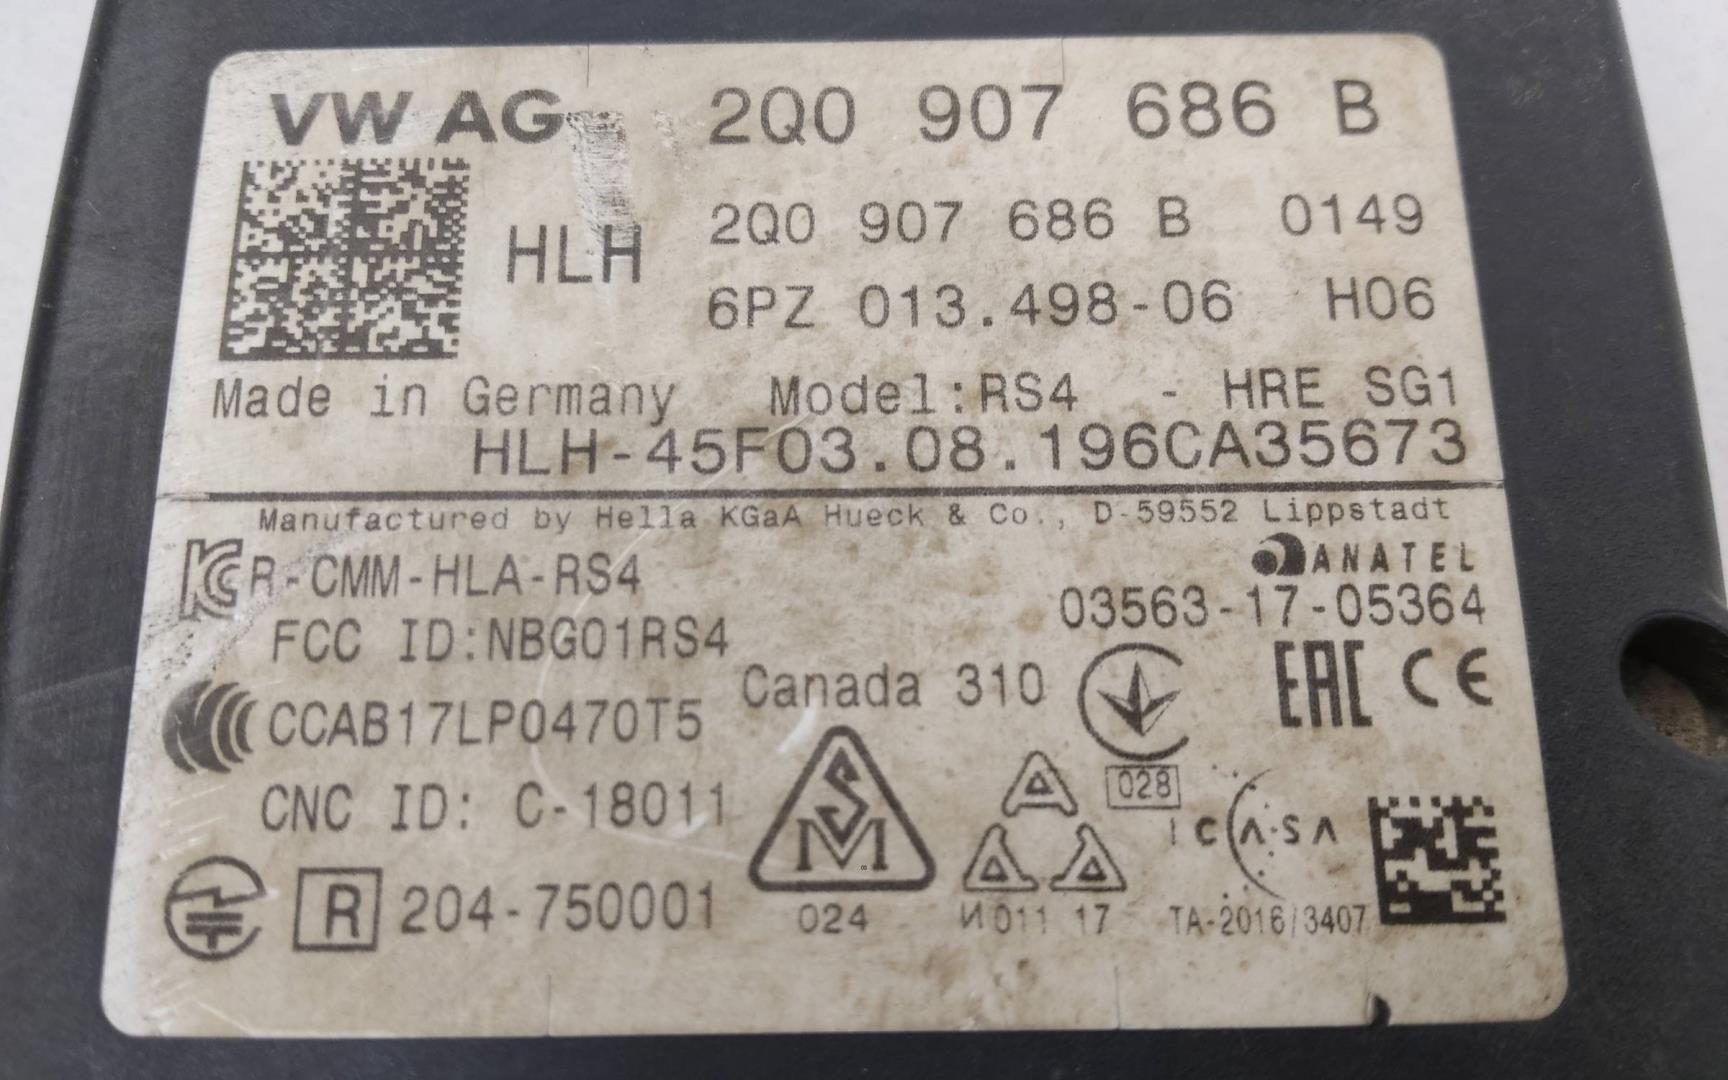 VW AG 2Q0 907 686 B
HLH 2Q0 907 686 B 0149
6PZ 013.498-06 H06
Made in Germany Model:RS4 - HRE SG1
HLH-45F03.08.196CA35673
Manufactured by Hella KGaA Hueck & Co., D-59552 Lippstadt
R-CMM-HLA-RS4 ANATEL
03563-17-05364
FCC ID:NBG01RS4
Canada 310 EAC CE
CCAB17LP0470T5
028
CNC ID: C-18011
SM
ICASA
R 204-750001
024 И011 17 TA-2016/3407